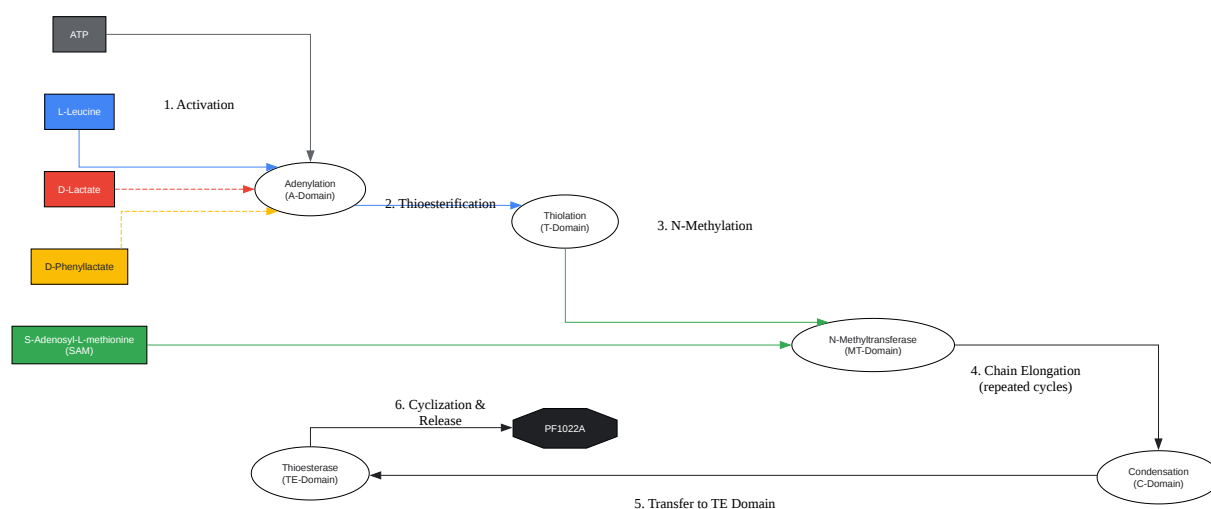 ATP
L-Leucine
1. Activation
D-Lactate
Adenylation
(A-Domain)
2. Thioesterification
Thiolation
(T-Domain)
3. N-Methylation
D-Phenyllactate
S-Adenosyl-L-methionine
(SAM)
N-Methyltransferase
(MT-Domain)
4. Chain Elongation
(repeated cycles)
6. Cyclization &
Release
PF1022A
Thioesterase
(TE-Domain)
Condensation
(C-Domain)
5. Transfer to TE Domain